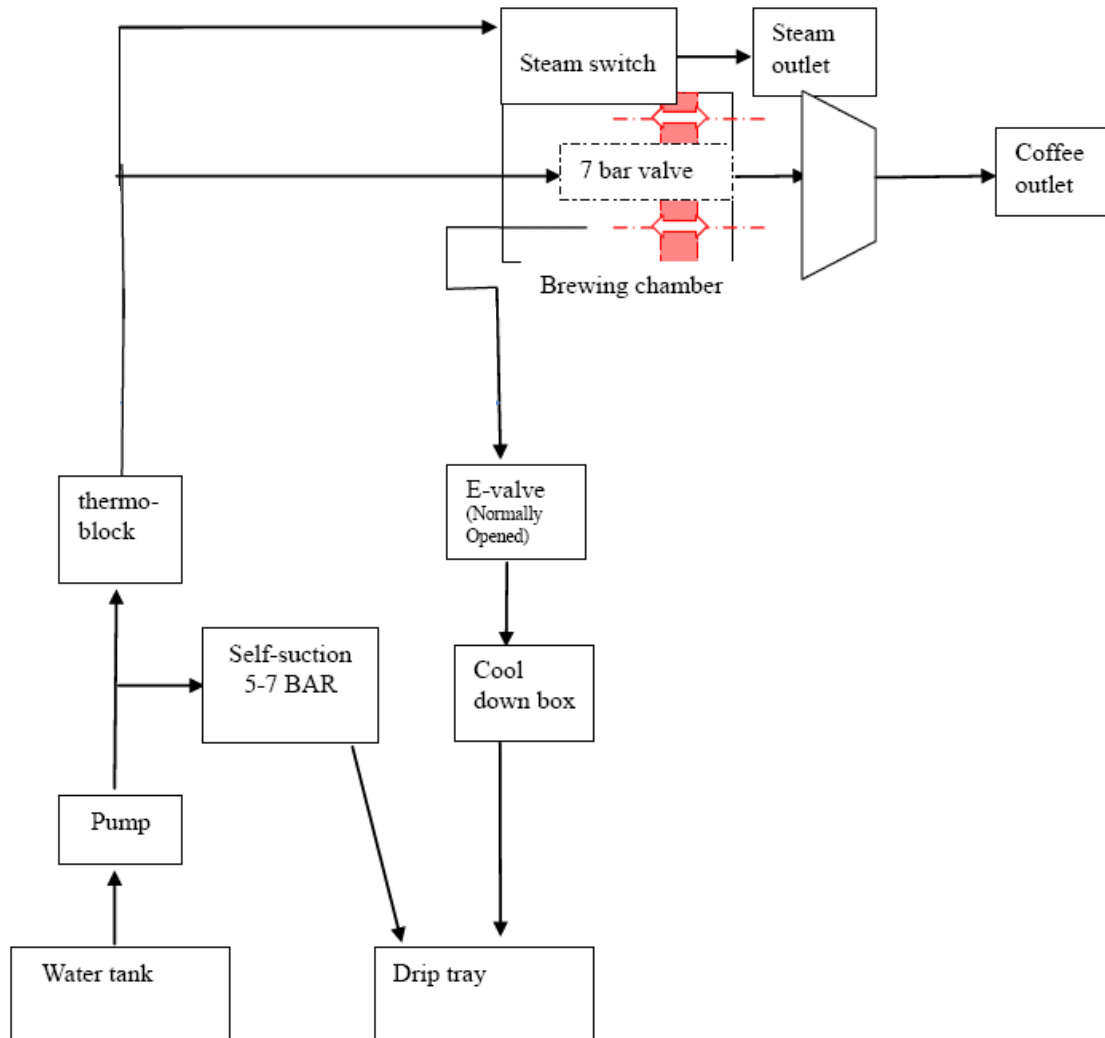 Steam switch
Steam
outlet
7 bar valve
Coffee
outlet
Brewing chamber
thermo-
block
E-valve
(Normally
Opened)
Self-suction
5-7 BAR
Cool
down box
Pump
Water tank
Drip tray